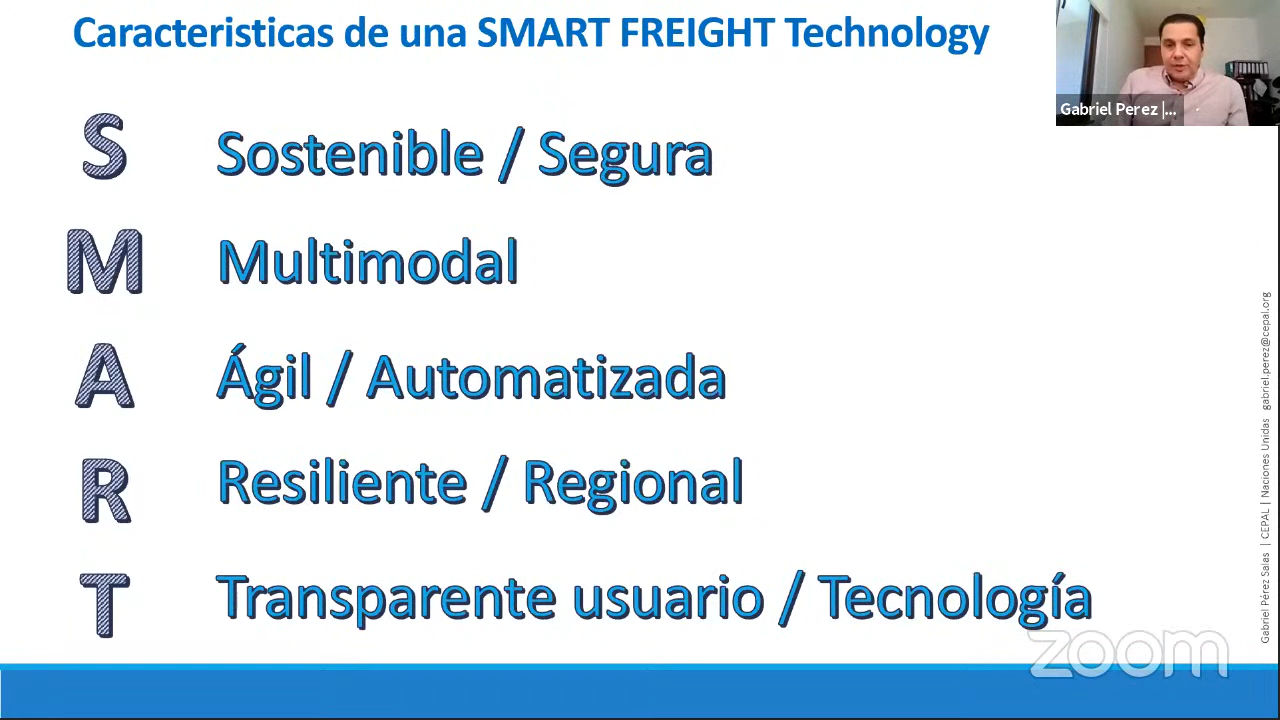 Caracteristicas de una SMART FREIGHT Technology
Gabriel Perez |...
S Sostenible / Segura
M Multimodal
A Ágil / Automatizada
R Resiliente / Regional
T Transparente usuario / Tecnología
Gabriel Pérez Salas | CEPAL | Naciones Unidas gabriel.perez@cepal.org
zoom